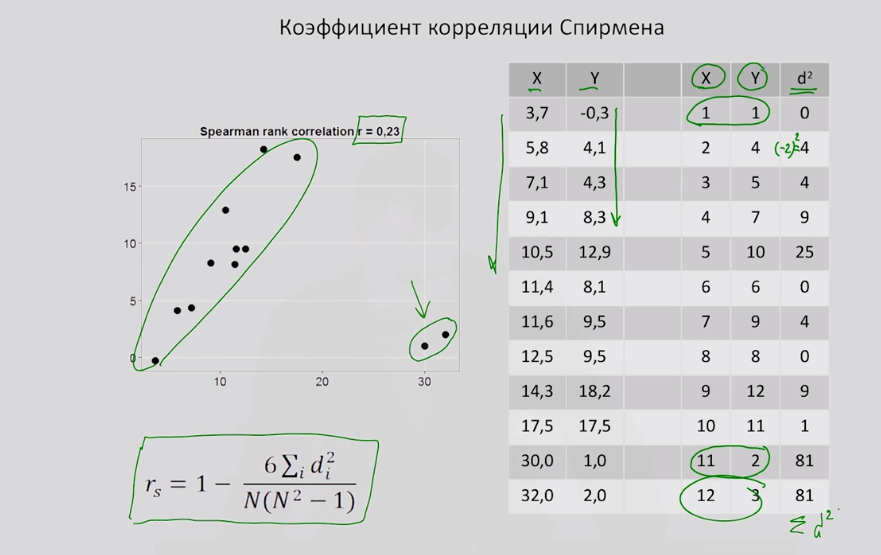 Коэффициент корреляции Спирмена
Spearman rank correlation r = 0,23
15
10
5
0
10 20 30
r_s = 1 − 6 ∑_i d_i^2 / N(N^2 − 1)
X Y X Y d²
3,7 -0,3 1 1 0
5,8 4,1 2 4 (-2)²= 4
7,1 4,3 3 5 4
9,1 8,3 4 7 9
10,5 12,9 5 10 25
11,4 8,1 6 6 0
11,6 9,5 7 9 4
12,5 9,5 8 8 0
14,3 18,2 9 12 9
17,5 17,5 10 11 1
30,0 1,0 11 2 81
32,0 2,0 12 3 81
∑ d²